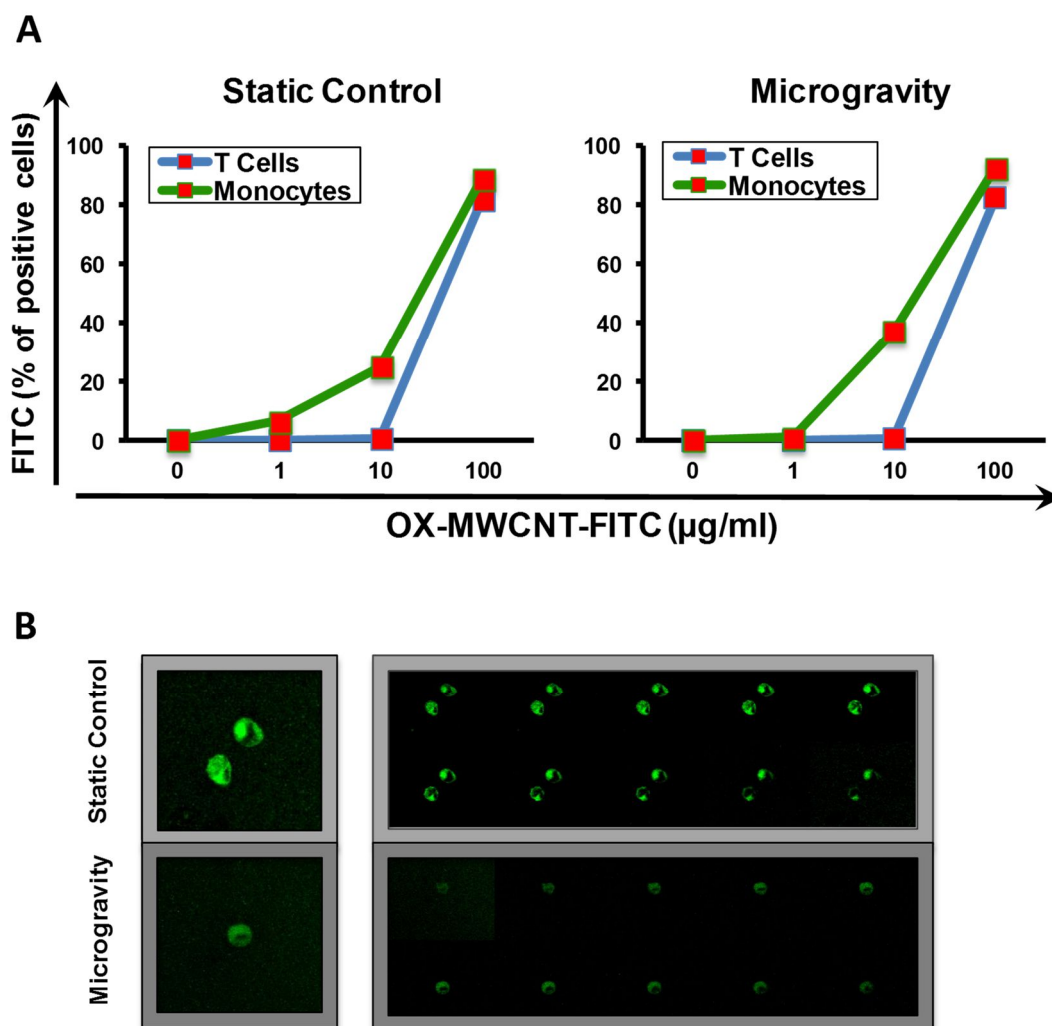 A
Static Control
Microgravity
FITC (% of positive cells)
100
80
60
40
20
0
T Cells
Monocytes
0 1 10 100
100
80
60
40
20
0
T Cells
Monocytes
0 1 10 100
OX-MWCNT-FITC (µg/ml)
B
Static Control
Microgravity